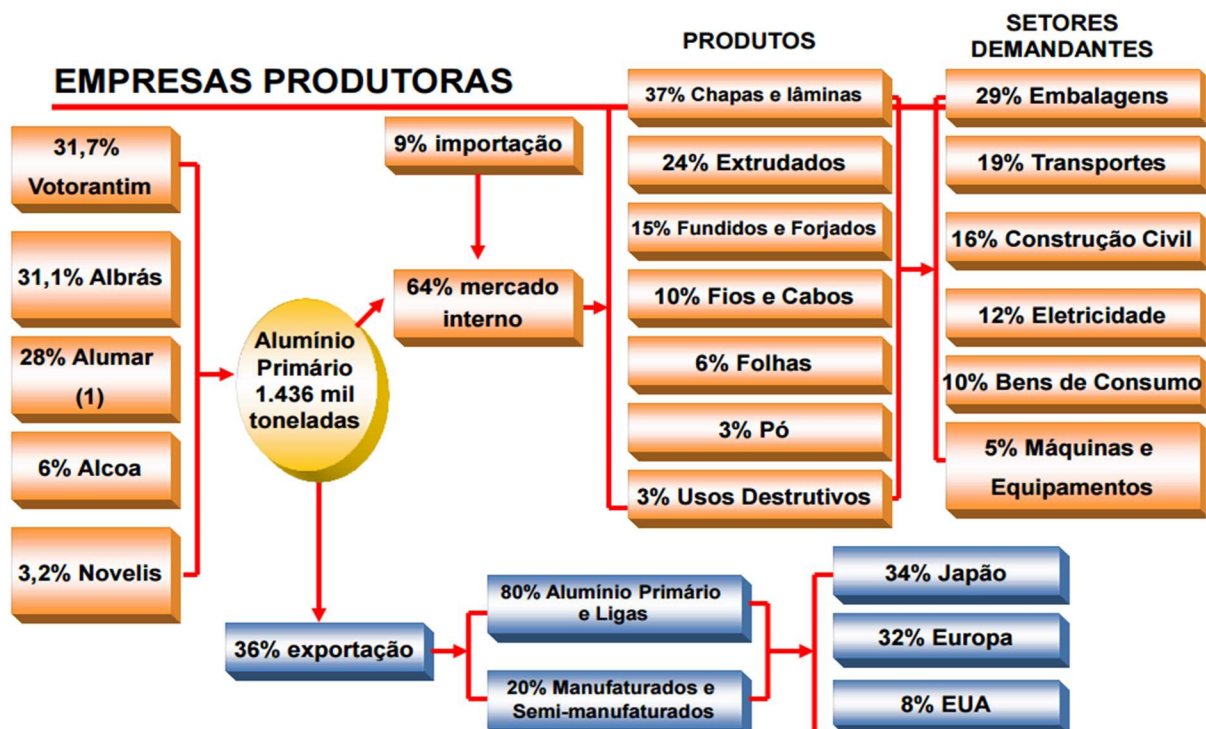 EMPRESAS PRODUTORAS
31,7%
Votorantim
31,1% Albrás
28% Alumar
(1)
6% Alcoa
3,2% Novelis
Alumínio
Primário
1.436 mil
toneladas
9% importação
64% mercado
interno
PRODUTOS
37% Chapas e lâminas
24% Extrudados
15% Fundidos e Forjados
10% Fios e Cabos
6% Folhas
3% Pó
3% Usos Destrutivos
SETORES
DEMANDANTES
29% Embalagens
19% Transportes
16% Construção Civil
12% Eletricidade
10% Bens de Consumo
5% Máquinas e
Equipamentos
36% exportação
80% Alumínio Primário
e Ligas
20% Manufaturados e
Semi-manufaturados
34% Japão
32% Europa
8% EUA